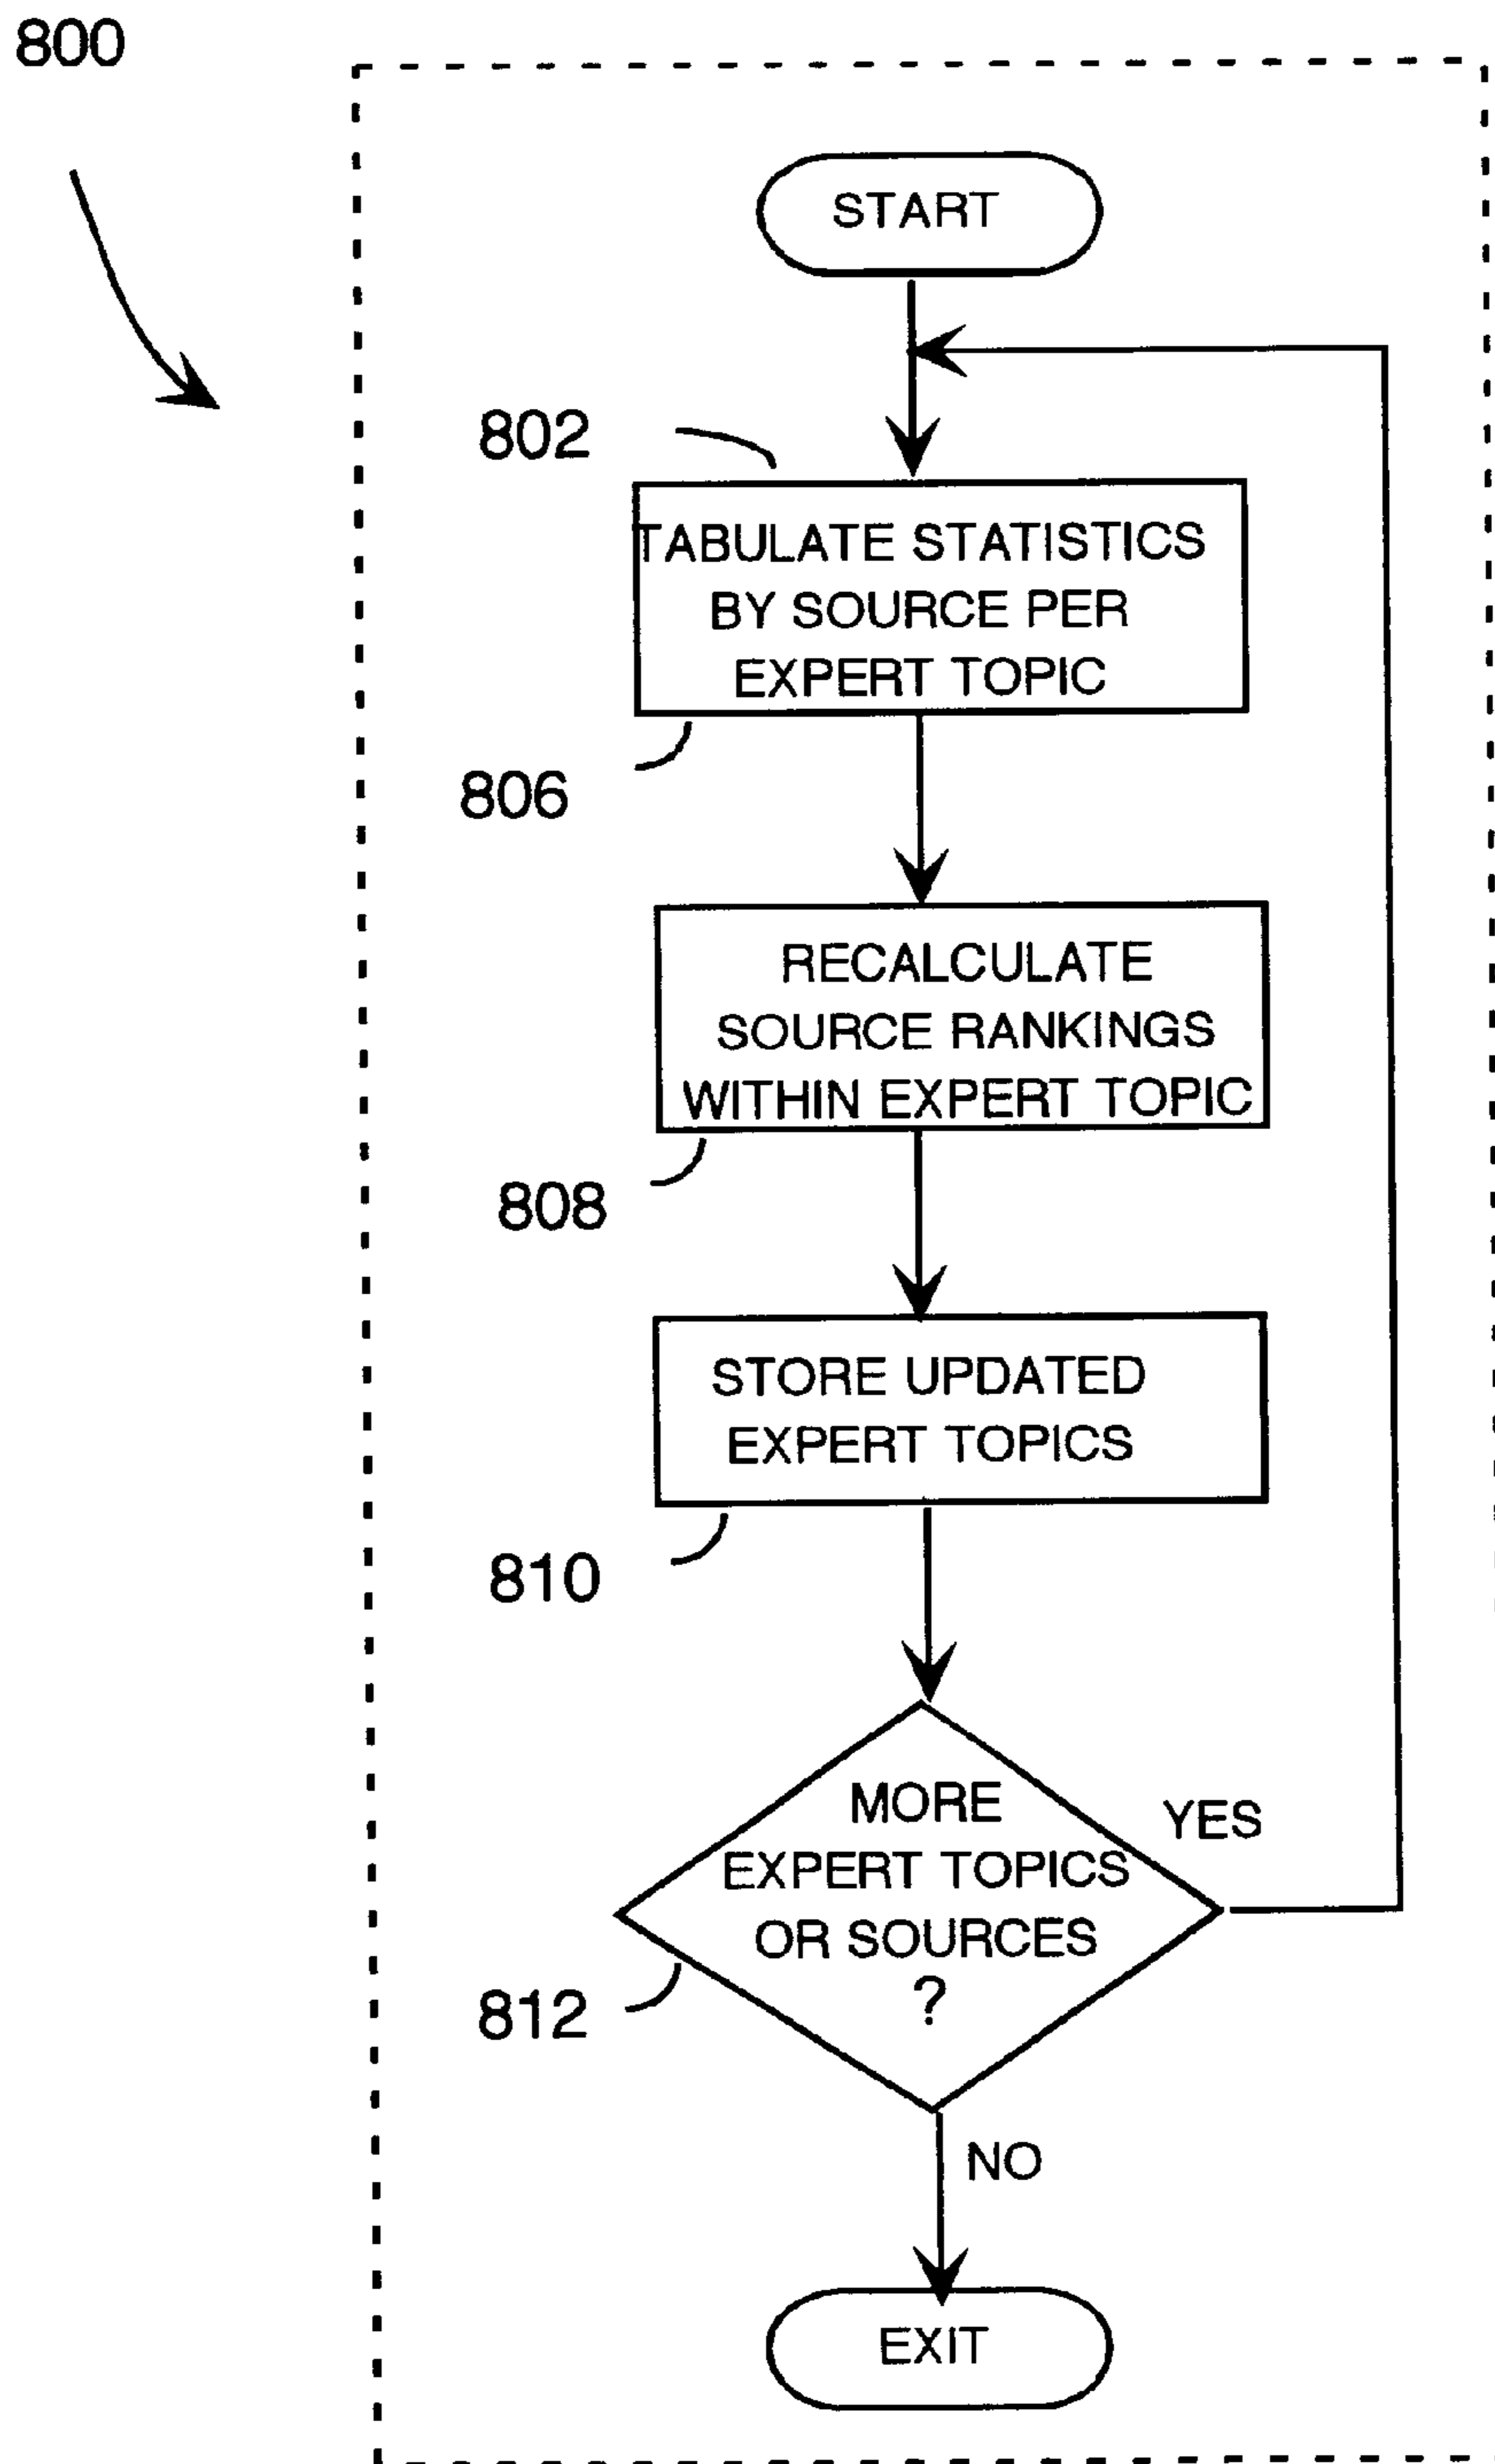 800
START
802
TABULATE STATISTICS
BY SOURCE PER
EXPERT TOPIC
806
RECALCULATE
SOURCE RANKINGS
WITHIN EXPERT TOPIC
808
STORE UPDATED
EXPERT TOPICS
810
MORE
EXPERT TOPICS
OR SOURCES
?
YES
812
NO
EXIT